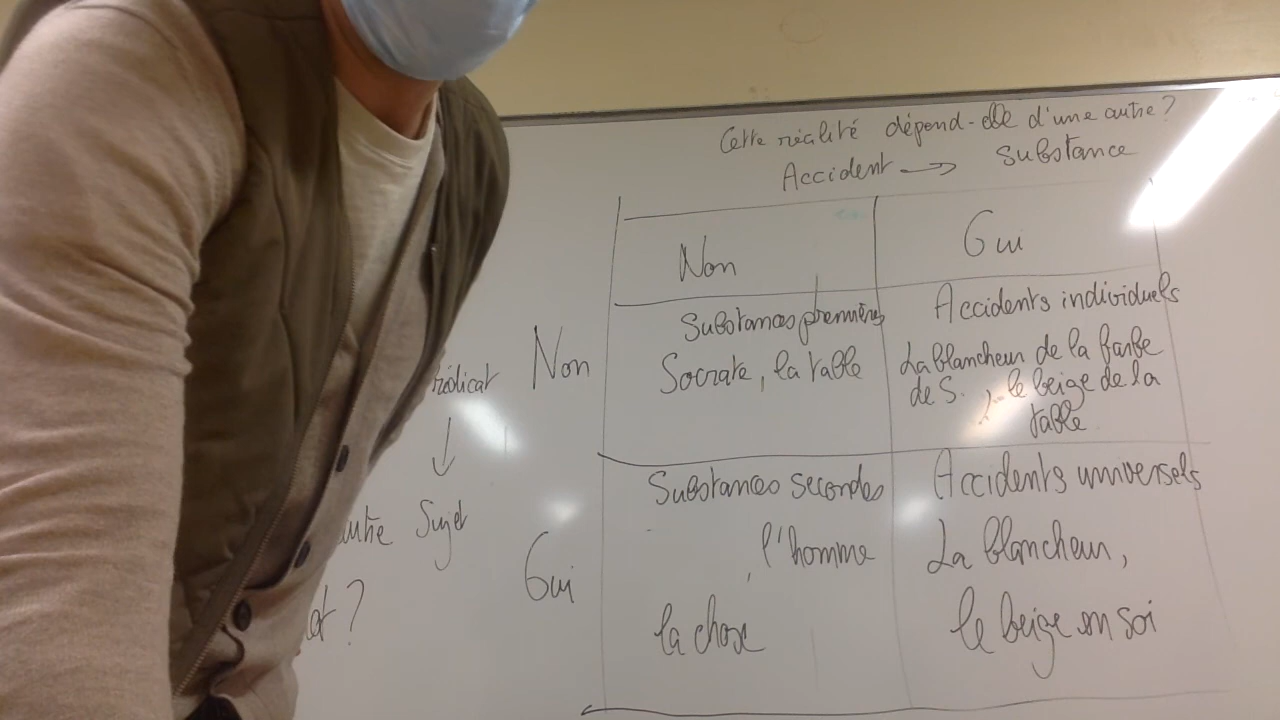 Cette réalité dépend-elle d'une autre ?
Accident → Substance
Non
Oui
Non
Substances premières
Socrate, la table
Accidents individuels
La blancheur de la barbe
de S. , le beige de la
table
rédicat
↓
autre Sujet
et ?
Oui
Substances secondes
, l'homme
la chose
Accidents universels
La blancheur,
le beige en soi